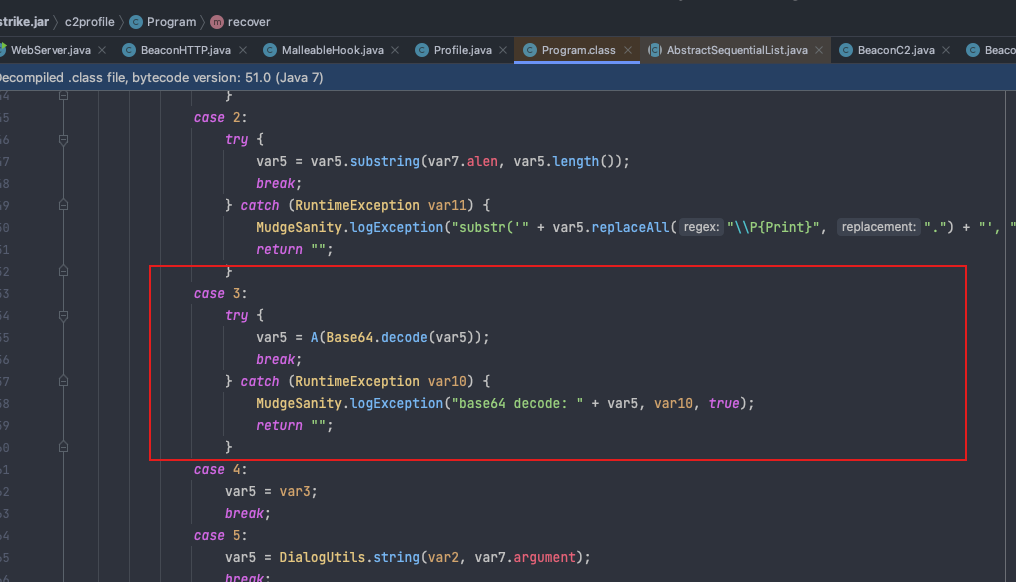 strike.jar 〉 c2profile 〉 C Program 〉 m recover
WebServer.java × C BeaconHTTP.java × C MalleableHook.java × C Profile.java × C Program.class × C AbstractSequentialList.java × C BeaconC2.java × C Beaco
Decompiled .class file, bytecode version: 51.0 (Java 7)
}
case 2:
try {
var5 = var5.substring(var7.alen, var5.length());
break;
} catch (RuntimeException var11) {
MudgeSanity.logException("substr('" + var5.replaceAll( regex: "\\P{Print}", replacement: ".") + "', "
return "";
}
case 3:
try {
var5 = A(Base64.decode(var5));
break;
} catch (RuntimeException var10) {
MudgeSanity.logException("base64 decode: " + var5, var10, true);
return "";
}
case 4:
var5 = var3;
break;
case 5:
var5 = DialogUtils.string(var2, var7.argument);
break;